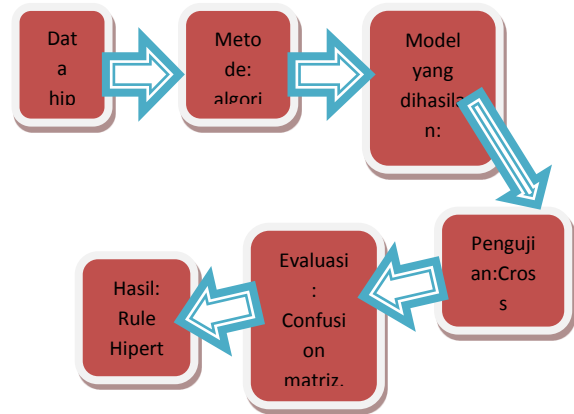 Dat
a
hip
Meto
de:
algori
Model
yang
dihasilka
n:
Penguji
an:Cros
s
Evaluasi
:
Confusi
on
matriz.
Hasil:
Rule
Hipert